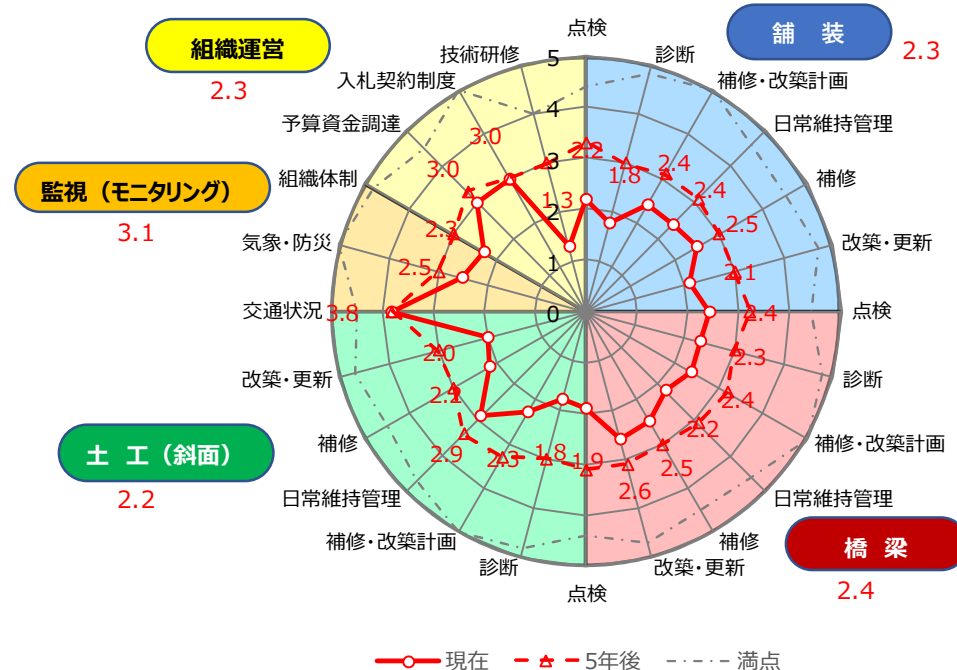 組織運営
2.3
監視（モニタリング）
3.1
土 工（斜面）
2.2
舗 装
2.3
橋 梁
2.4
点検
診断
補修・改築計画
日常維持管理
補修
改築・更新
点検
診断
補修・改築計画
日常維持管理
補修
改築・更新
点検
診断
補修・改築計画
日常維持管理
補修
改築・更新
交通状況
気象・防災
組織体制
予算資金調達
入札契約制度
技術研修
5
4
3
2
1
0
2.2
1.8
2.4
2.4
2.5
2.1
2.4
2.3
2.4
2.2
2.5
2.6
1.9
1.8
2.3
2.9
2.2
2.0
3.8
2.5
2.3
3.0
3.0
1.3
現在
5年後
満点